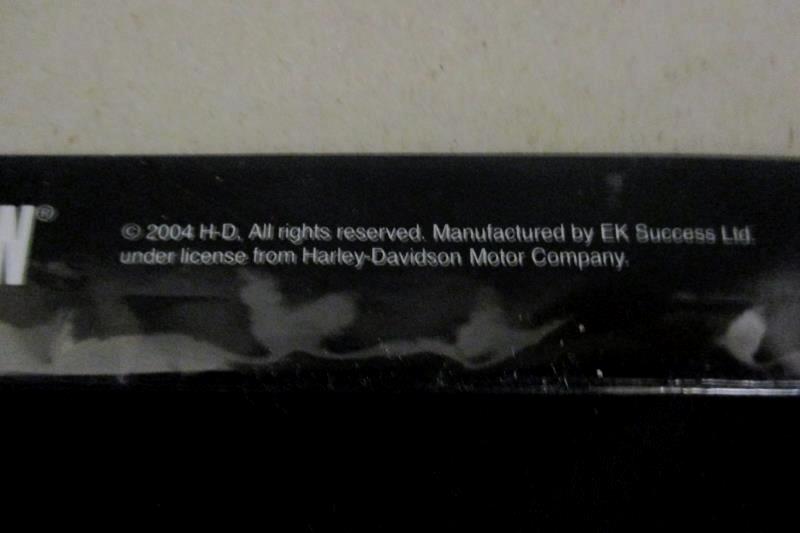 N®
© 2004 H-D. All rights reserved. Manufactured by EK Success Ltd.
under license from Harley-Davidson Motor Company.